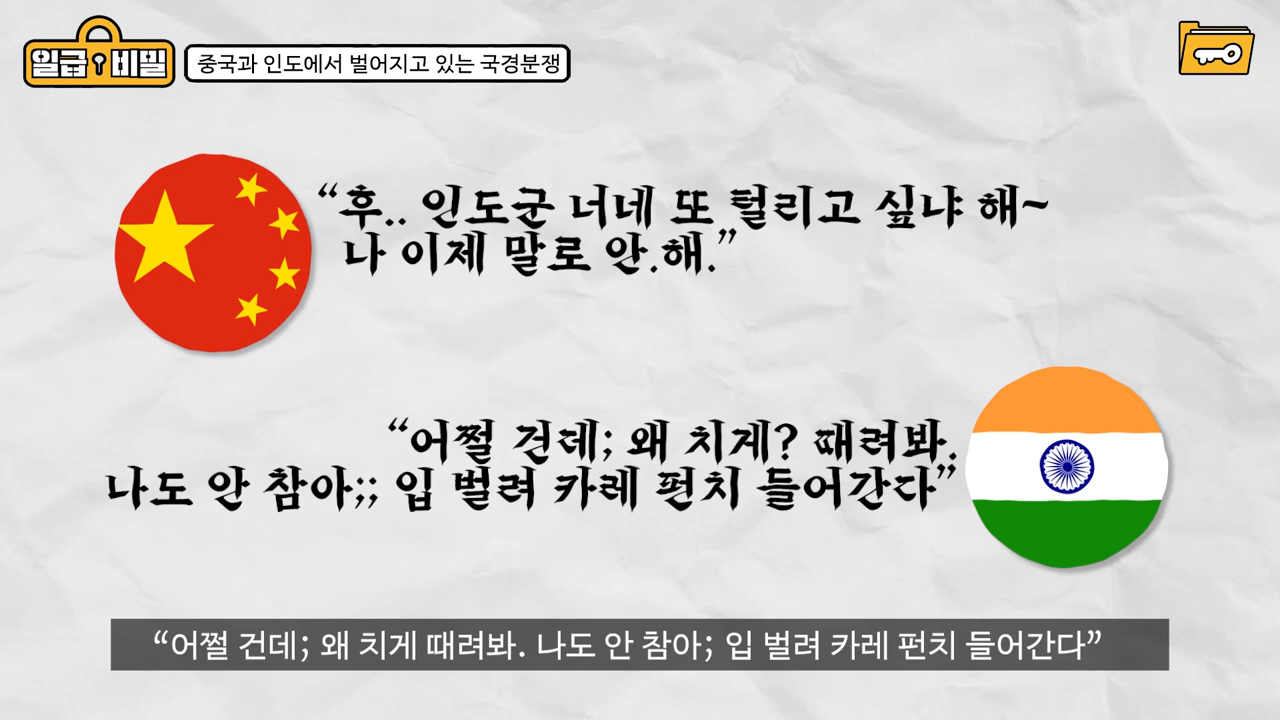 일급비밀
중국과 인도에서 벌어지고 있는 국경분쟁
“후.. 인도군 너네 또 털리고 싶냐 해~
나 이제 말로 안.해.”
“어쩔 건데; 왜 치게? 때려봐.
나도 안 참아;; 입 벌려 카레 펀치 들어간다”
“어쩔 건데; 왜 치게 때려봐. 나도 안 참아; 입 벌려 카레 펀치 들어간다”